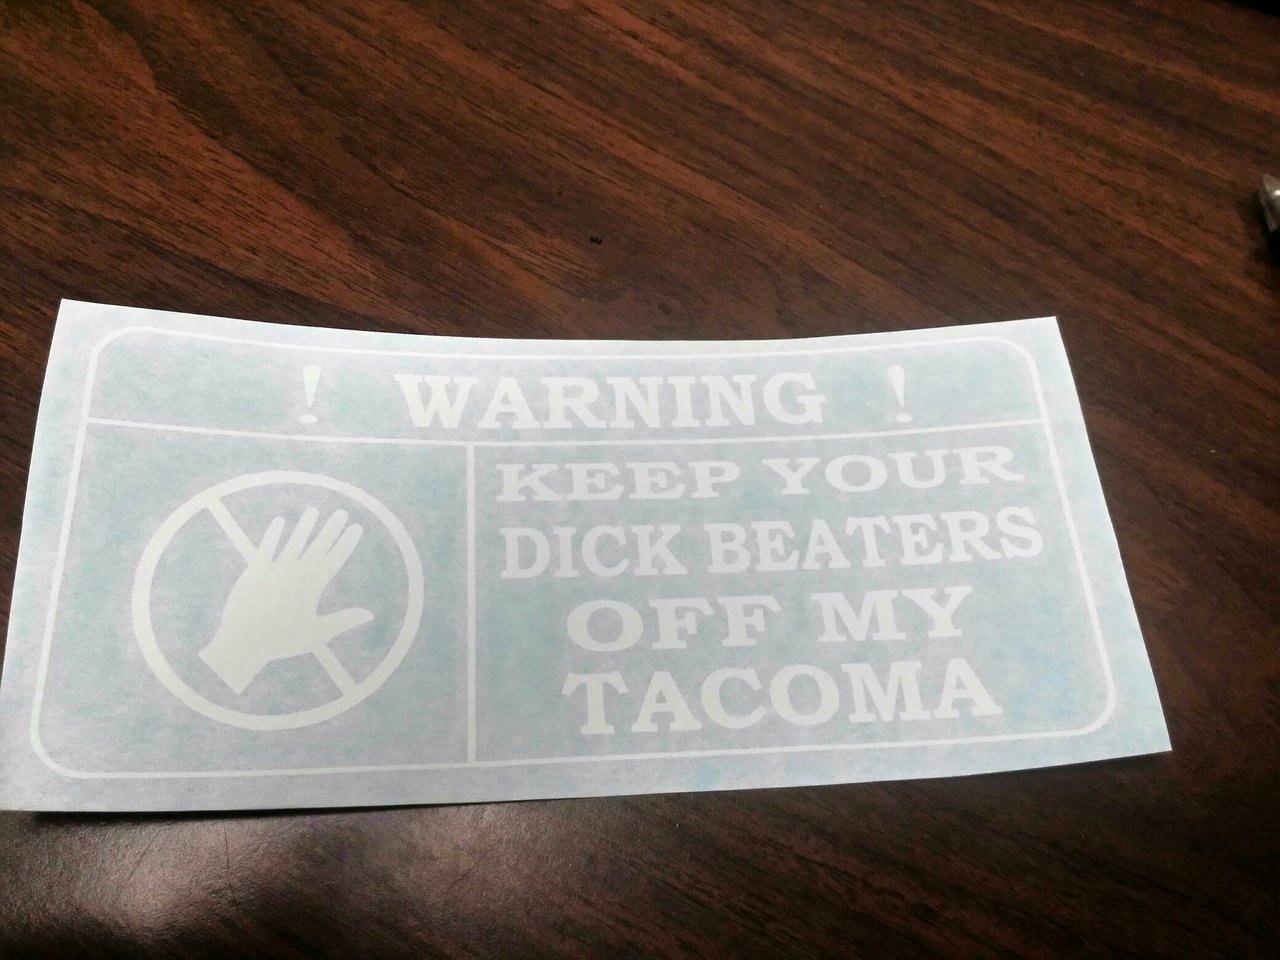 ! WARNING !
KEEP YOUR
DICK BEATERS
OFF MY
TACOMA